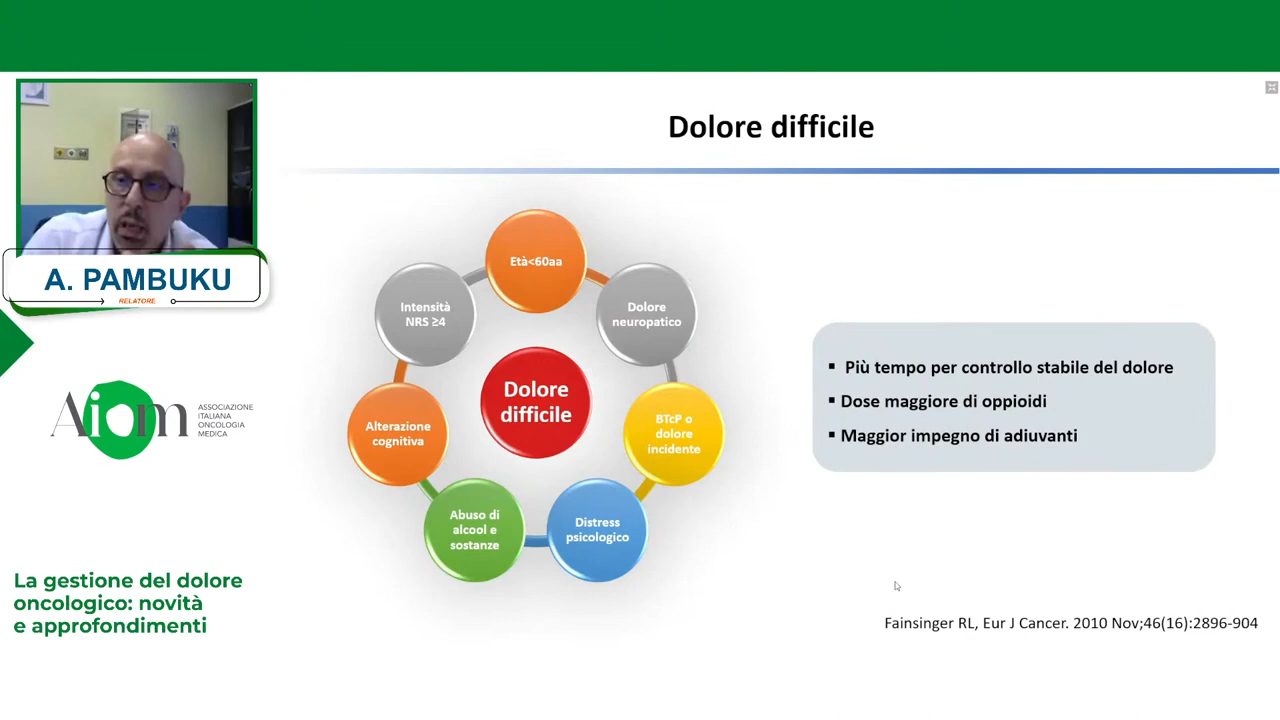 Dolore difficile
A. PAMBUKU
RELATORE
Aiom
ASSOCIAZIONE
ITALIANA
ONCOLOGIA
MEDICA
La gestione del dolore
oncologico: novità
e approfondimenti
Età<60aa
Dolore
neuropatico
BTcP o
dolore
incidente
Distress
psicologico
Abuso di
alcool e
sostanze
Alterazione
cognitiva
Intensità
NRS ≥4
Dolore
difficile
▪ Più tempo per controllo stabile del dolore
▪ Dose maggiore di oppioidi
▪ Maggior impegno di adiuvanti
Fainsinger RL, Eur J Cancer. 2010 Nov;46(16):2896-904